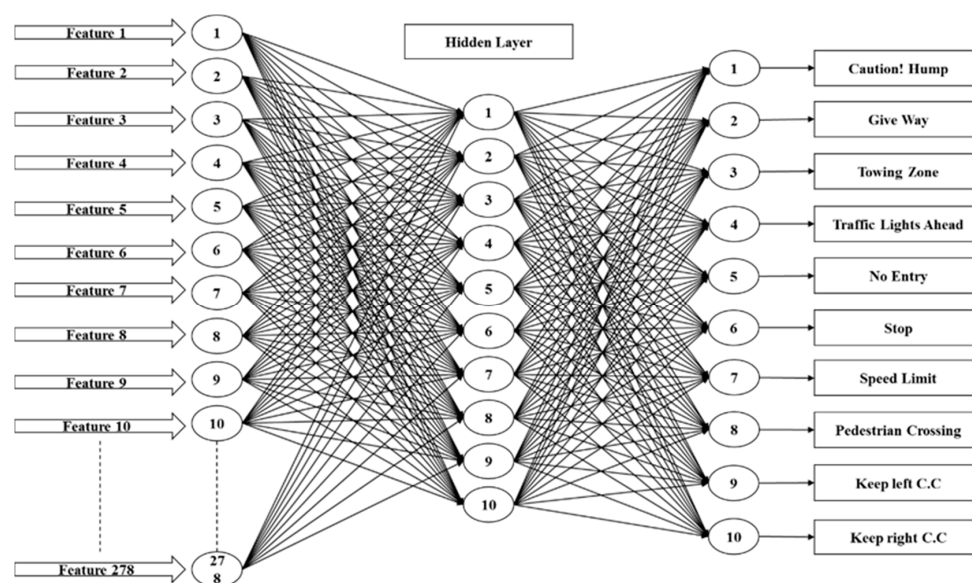 Feature 1
Feature 2
Feature 3
Feature 4
Feature 5
Feature 6
Feature 7
Feature 8
Feature 9
Feature 10
Feature 278
1
2
3
4
5
6
7
8
9
10
27
8
Hidden Layer
1
2
3
4
5
6
7
8
9
10
1
2
3
4
5
6
7
8
9
10
Caution! Hump
Give Way
Towing Zone
Traffic Lights Ahead
No Entry
Stop
Speed Limit
Pedestrian Crossing
Keep left C.C
Keep right C.C